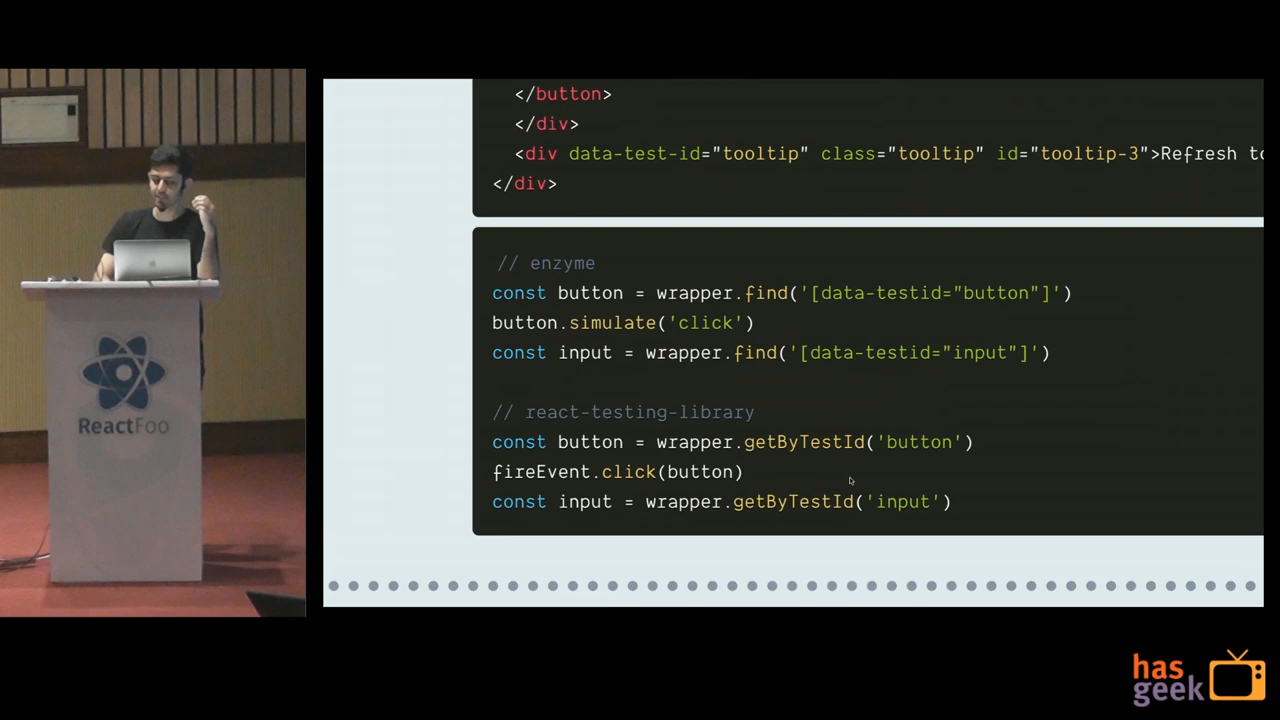 </button>
</div>
<div data-test-id="tooltip" class="tooltip" id="tooltip-3">Refresh to
</div>
// enzyme
const button = wrapper.find('[data-testid="button"]')
button.simulate('click')
const input = wrapper.find('[data-testid="input"]')
// react-testing-library
const button = wrapper.getByTestId('button')
fireEvent.click(button)
const input = wrapper.getByTestId('input')
ReactFoo
has
geek